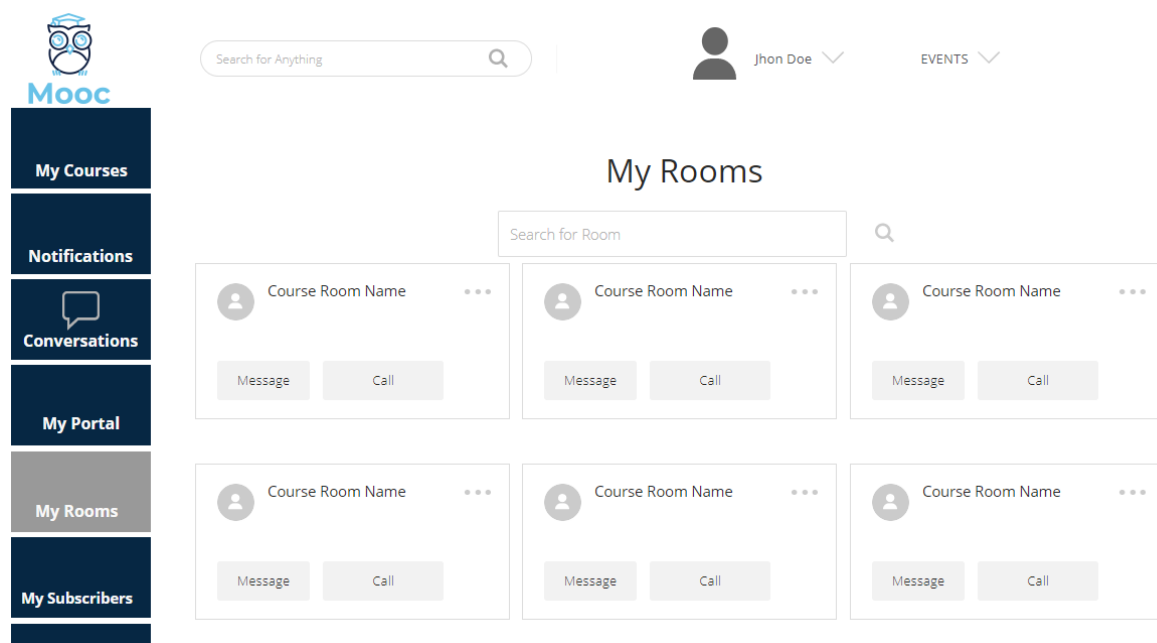 Mooc
Search for Anything
Jhon Doe
EVENTS
My Courses
Notifications
Conversations
My Portal
My Rooms
My Subscribers
My Rooms
Search for Room
Course Room Name
Message Call
Course Room Name
Message Call
Course Room Name
Message Call
Course Room Name
Message Call
Course Room Name
Message Call
Course Room Name
Message Call